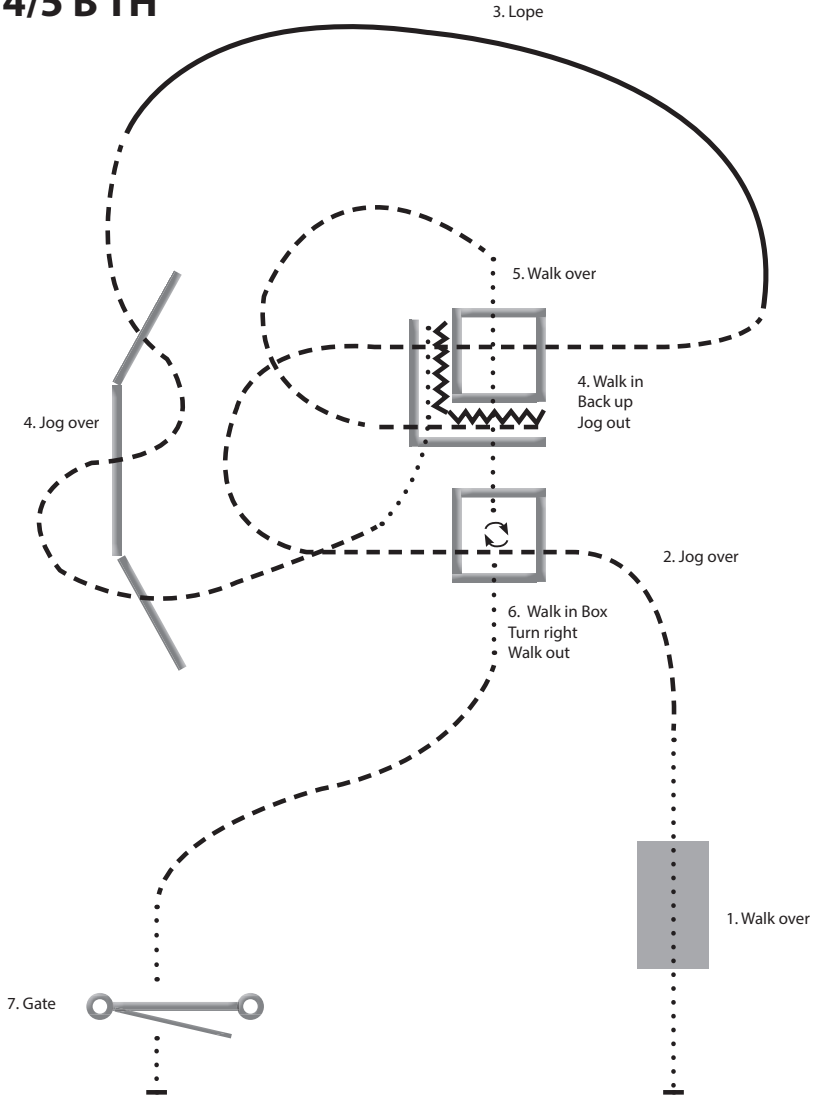 4/5 B TH
3. Lope
5. Walk over
4. Walk in
Back up
Jog out
4. Jog over
2. Jog over
6. Walk in Box
Turn right
Walk out
1. Walk over
7. Gate